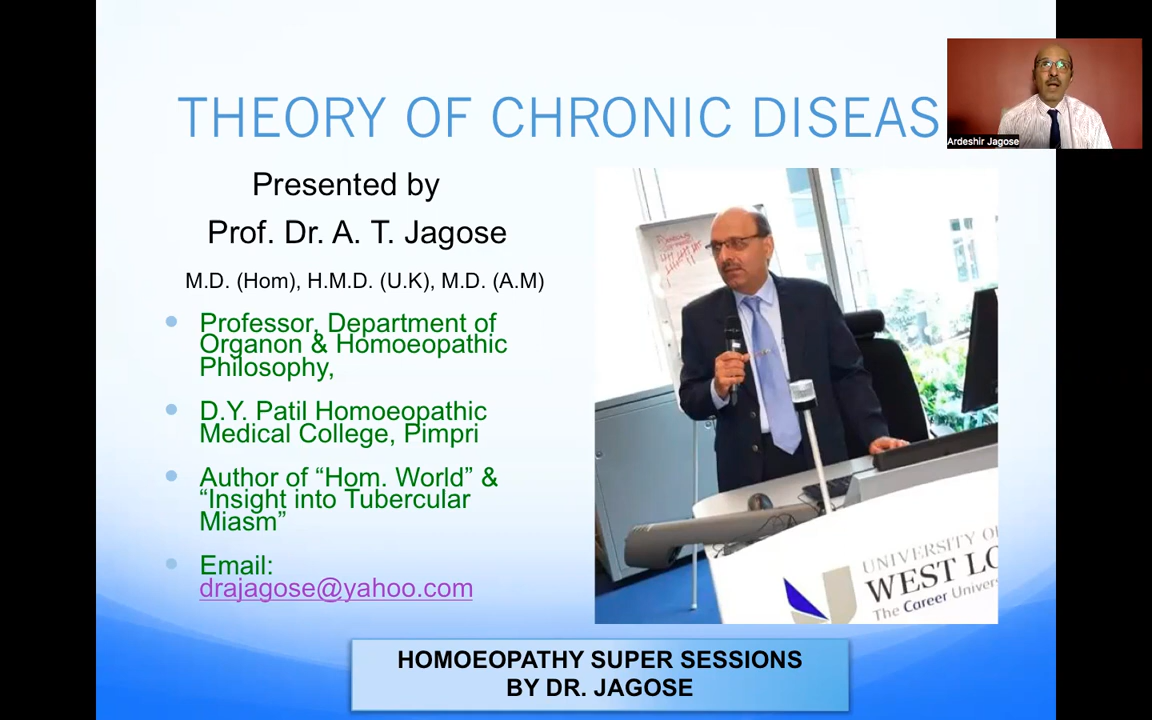 THEORY OF CHRONIC DISEAS
Ardeshir Jagose
Presented by
Prof. Dr. A. T. Jagose
M.D. (Hom), H.M.D. (U.K), M.D. (A.M)
Professor, Department of
Organon & Homoeopathic
Philosophy,
D.Y. Patil Homoeopathic
Medical College, Pimpri
Author of “Hom. World” &
“Insight into Tubercular
Miasm”
Email:
drajagose@yahoo.com
UNIVERSITY OF
WEST LO
The Career Univers
HOMOEOPATHY SUPER SESSIONS
BY DR. JAGOSE